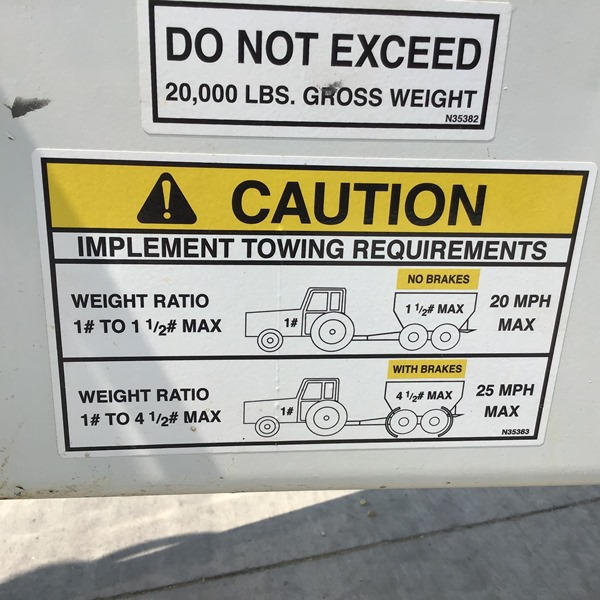 DO NOT EXCEED
20,000 LBS. GROSS WEIGHT
N35382
CAUTION
IMPLEMENT TOWING REQUIREMENTS
WEIGHT RATIO
1# TO 1 1/2# MAX
1#
NO BRAKES
1 1/2# MAX
20 MPH
MAX
WEIGHT RATIO
1# TO 4 1/2# MAX
1#
WITH BRAKES
4 1/2# MAX
25 MPH
MAX
N35383